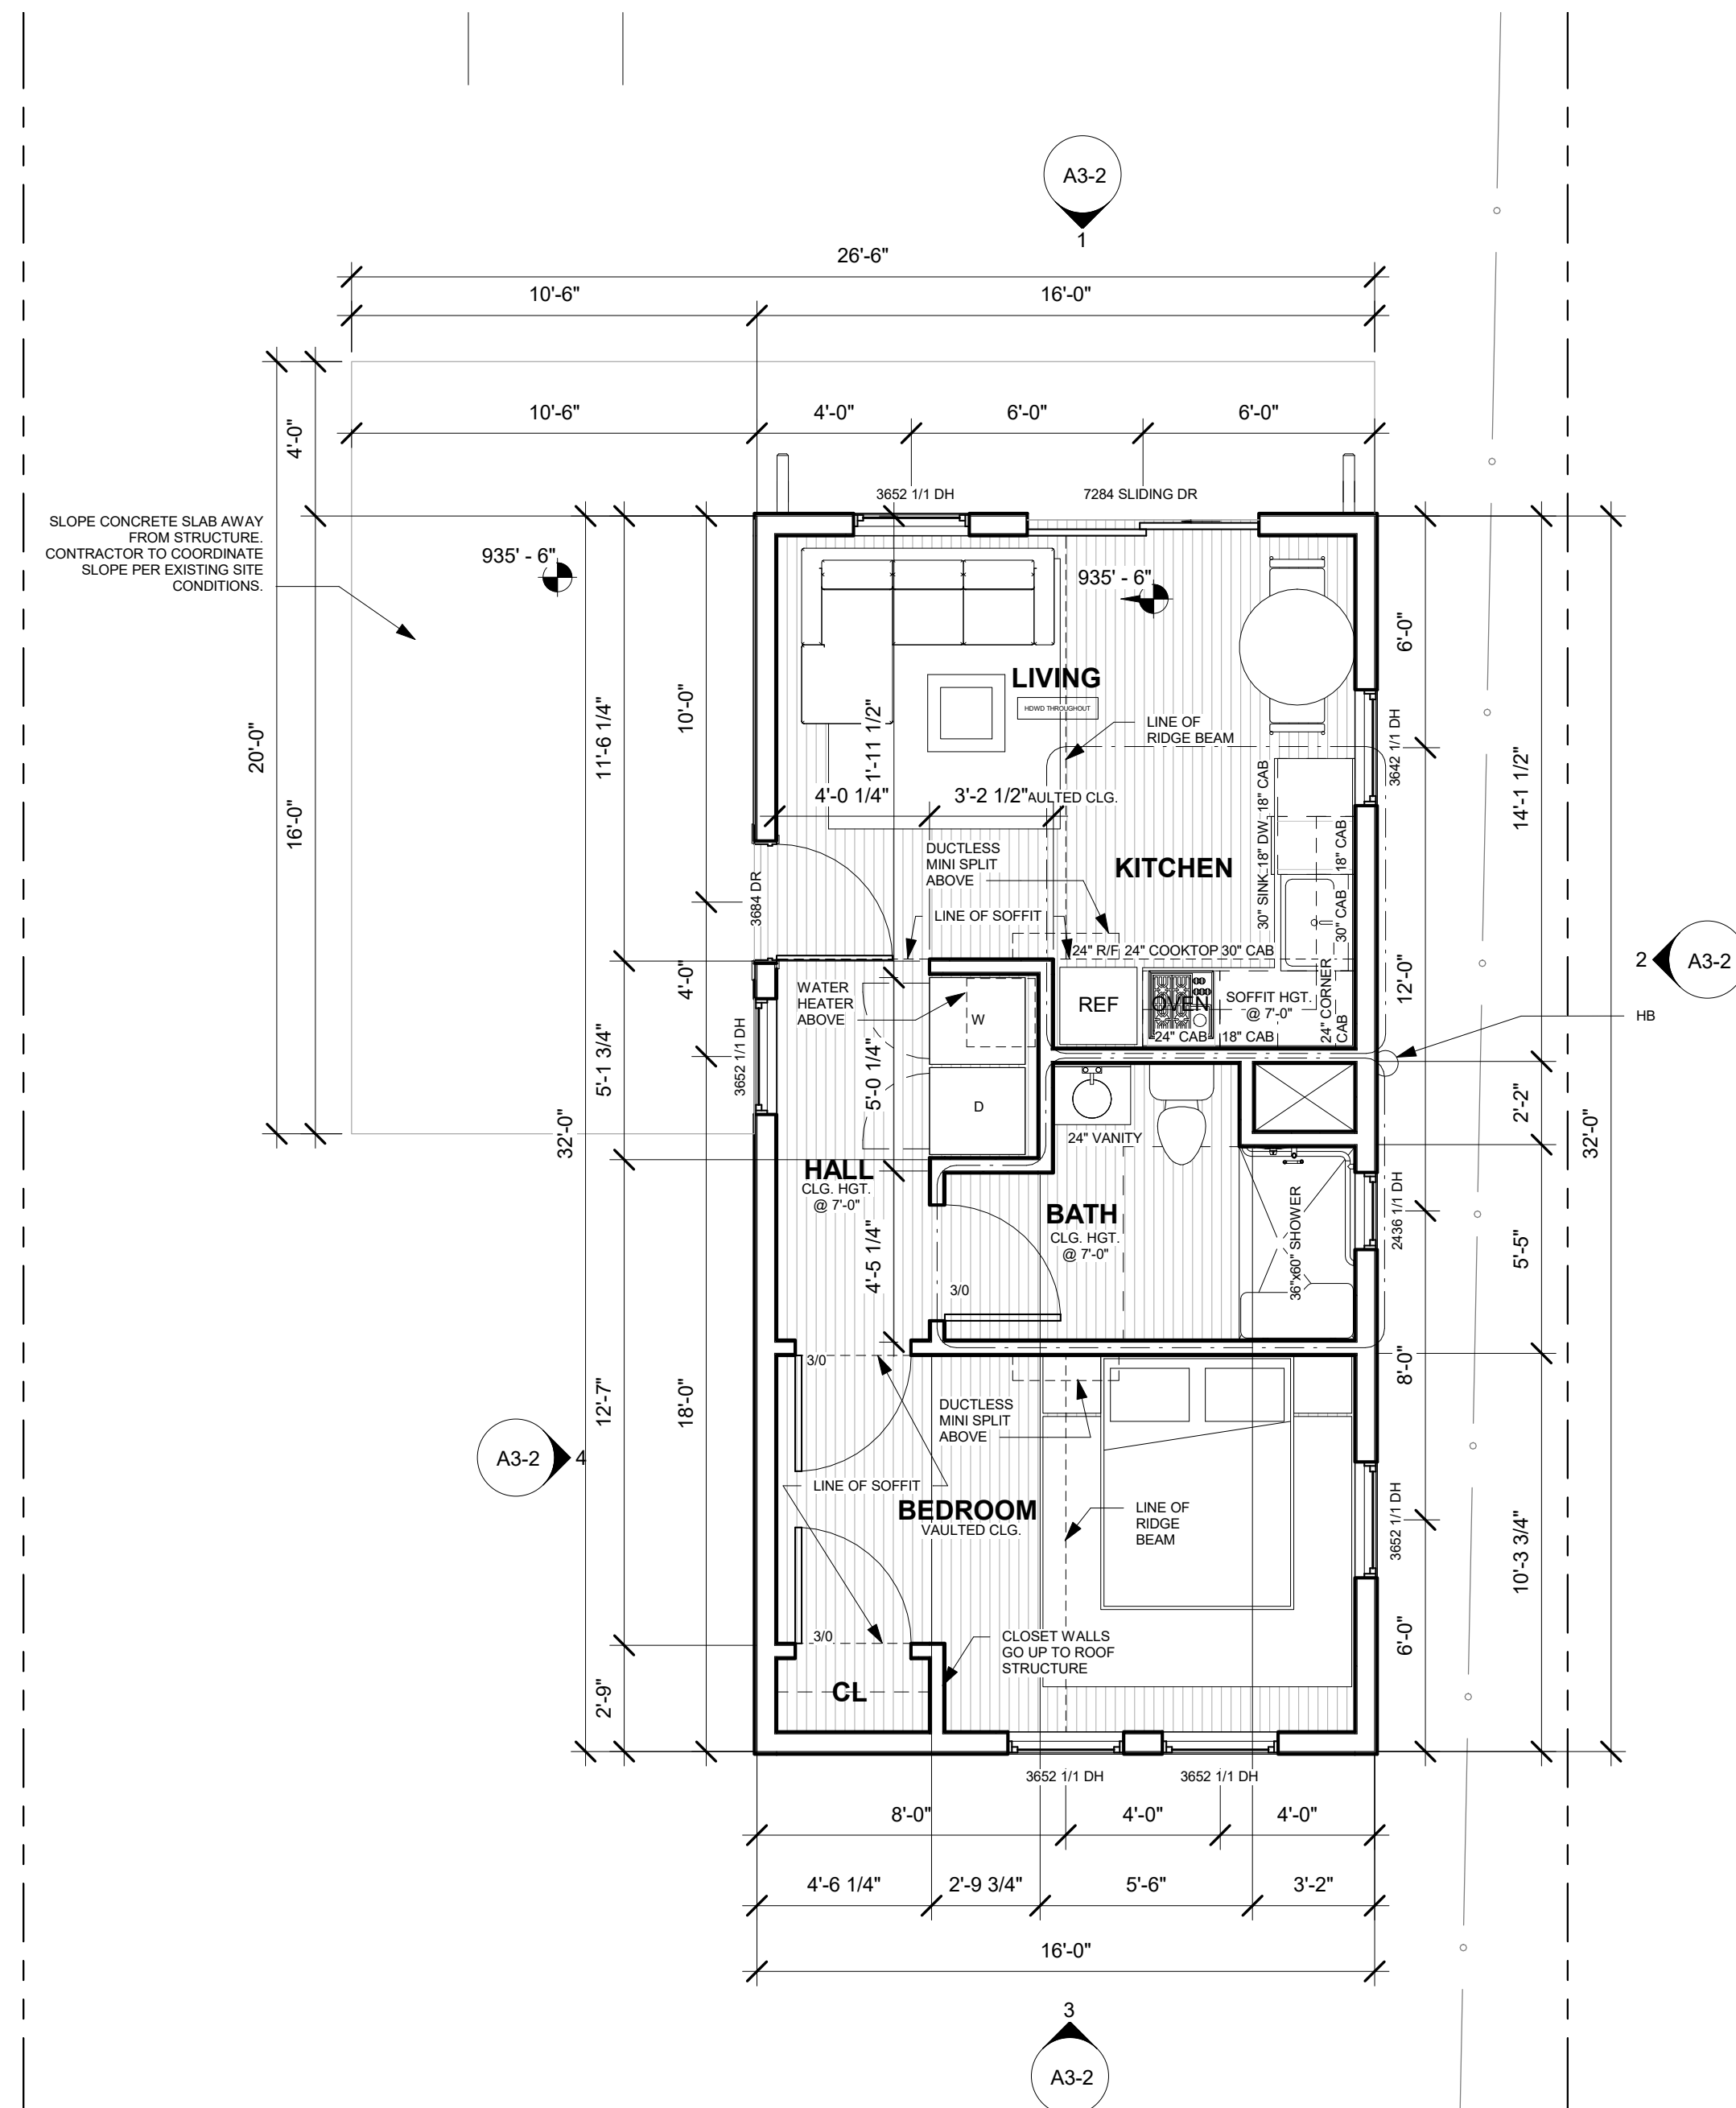 A3-2
1
26'-6"
10'-6"
16'-0"
10'-6"
4'-0"
6'-0"
6'-0"
4'-0"
3652 1/1 DH
7284 SLIDING DR
SLOPE CONCRETE SLAB AWAY
FROM STRUCTURE.
CONTRACTOR TO COORDINATE
SLOPE PER EXISTING SITE
CONDITIONS.
935' - 6"
935' - 6"
6'-0"
LIVING
HDWD THROUGHOUT
LINE OF
RIDGE BEAM
20'-0"
16'-0"
11'-6 1/4"
10'-0"
1'-11 1/2"
3642 1/1 DH
14'-1 1/2"
4'-0 1/4"
3'-2 1/2"
AULTED CLG.
DUCTLESS
MINI SPLIT
ABOVE
KITCHEN
30" SINK 18" DW 18" CAB
18" CAB
30" CAB
3684 DR
LINE OF SOFFIT
24" R/F 24" COOKTOP 30" CAB
4'-0"
WATER
HEATER
ABOVE
W
REF
OVEN
SOFFIT HGT.
@ 7'-0"
24" CORNER
CAB
24" CAB
18" CAB
12'-0"
2
A3-2
HB
3652 1/1 DH
5'-1 3/4"
32'-0"
5'-0 1/4"
D
24" VANITY
2'-2"
32'-0"
HALL
CLG. HGT.
@ 7'-0"
BATH
CLG. HGT.
@ 7'-0"
36"x60" SHOWER
2436 1/1 DH
5'-5"
4'-5 1/4"
3/0
3/0
8'-0"
12'-7"
18'-0"
DUCTLESS
MINI SPLIT
ABOVE
A3-2
4
LINE OF SOFFIT
BEDROOM
VAULTED CLG.
LINE OF
RIDGE
BEAM
3652 1/1 DH
10'-3 3/4"
3/0
CLOSET WALLS
GO UP TO ROOF
STRUCTURE
6'-0"
CL
2'-9"
3652 1/1 DH
3652 1/1 DH
8'-0"
4'-0"
4'-0"
4'-6 1/4"
2'-9 3/4"
5'-6"
3'-2"
16'-0"
3
A3-2